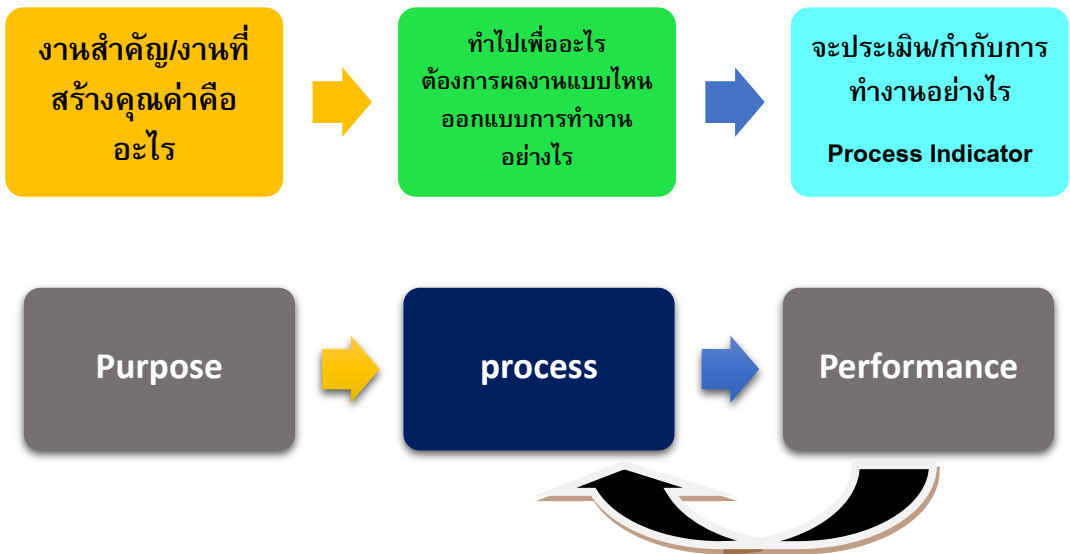 งานสำคัญ/งานที่
สร้างคุณค่าคือ
อะไร
ทำไปเพื่ออะไร
ต้องการผลงานแบบไหน
ออกแบบการทำงาน
อย่างไร
จะประเมิน/กำกับการ
ทำงานอย่างไร
Process Indicator
Purpose
process
Performance